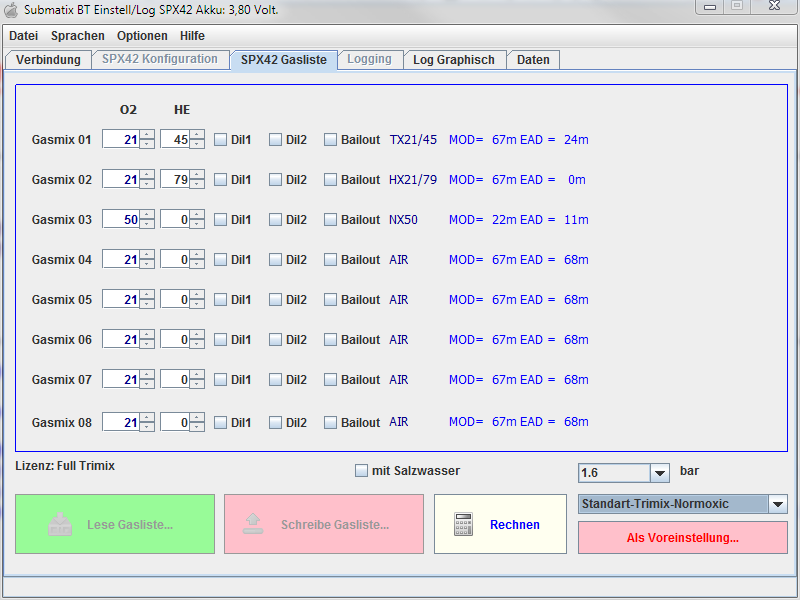 Submatix BT Einstell/Log SPX42 Akku: 3,80 Volt.
Datei Sprachen Optionen Hilfe
Verbindung SPX42 Konfiguration SPX42 Gasliste Logging Log Graphisch Daten
O2 HE
Gasmix 01 21 45 Dil1 Dil2 Bailout TX21/45 MOD= 67m EAD = 24m
Gasmix 02 21 79 Dil1 Dil2 Bailout HX21/79 MOD= 67m EAD = 0m
Gasmix 03 50 0 Dil1 Dil2 Bailout NX50 MOD= 22m EAD = 11m
Gasmix 04 21 0 Dil1 Dil2 Bailout AIR MOD= 67m EAD = 68m
Gasmix 05 21 0 Dil1 Dil2 Bailout AIR MOD= 67m EAD = 68m
Gasmix 06 21 0 Dil1 Dil2 Bailout AIR MOD= 67m EAD = 68m
Gasmix 07 21 0 Dil1 Dil2 Bailout AIR MOD= 67m EAD = 68m
Gasmix 08 21 0 Dil1 Dil2 Bailout AIR MOD= 67m EAD = 68m
Lizenz: Full Trimix mit Salzwasser 1.6 bar
Standart-Trimix-Normoxic
Lese Gasliste... Schreibe Gasliste... Rechnen
Als Voreinstellung...